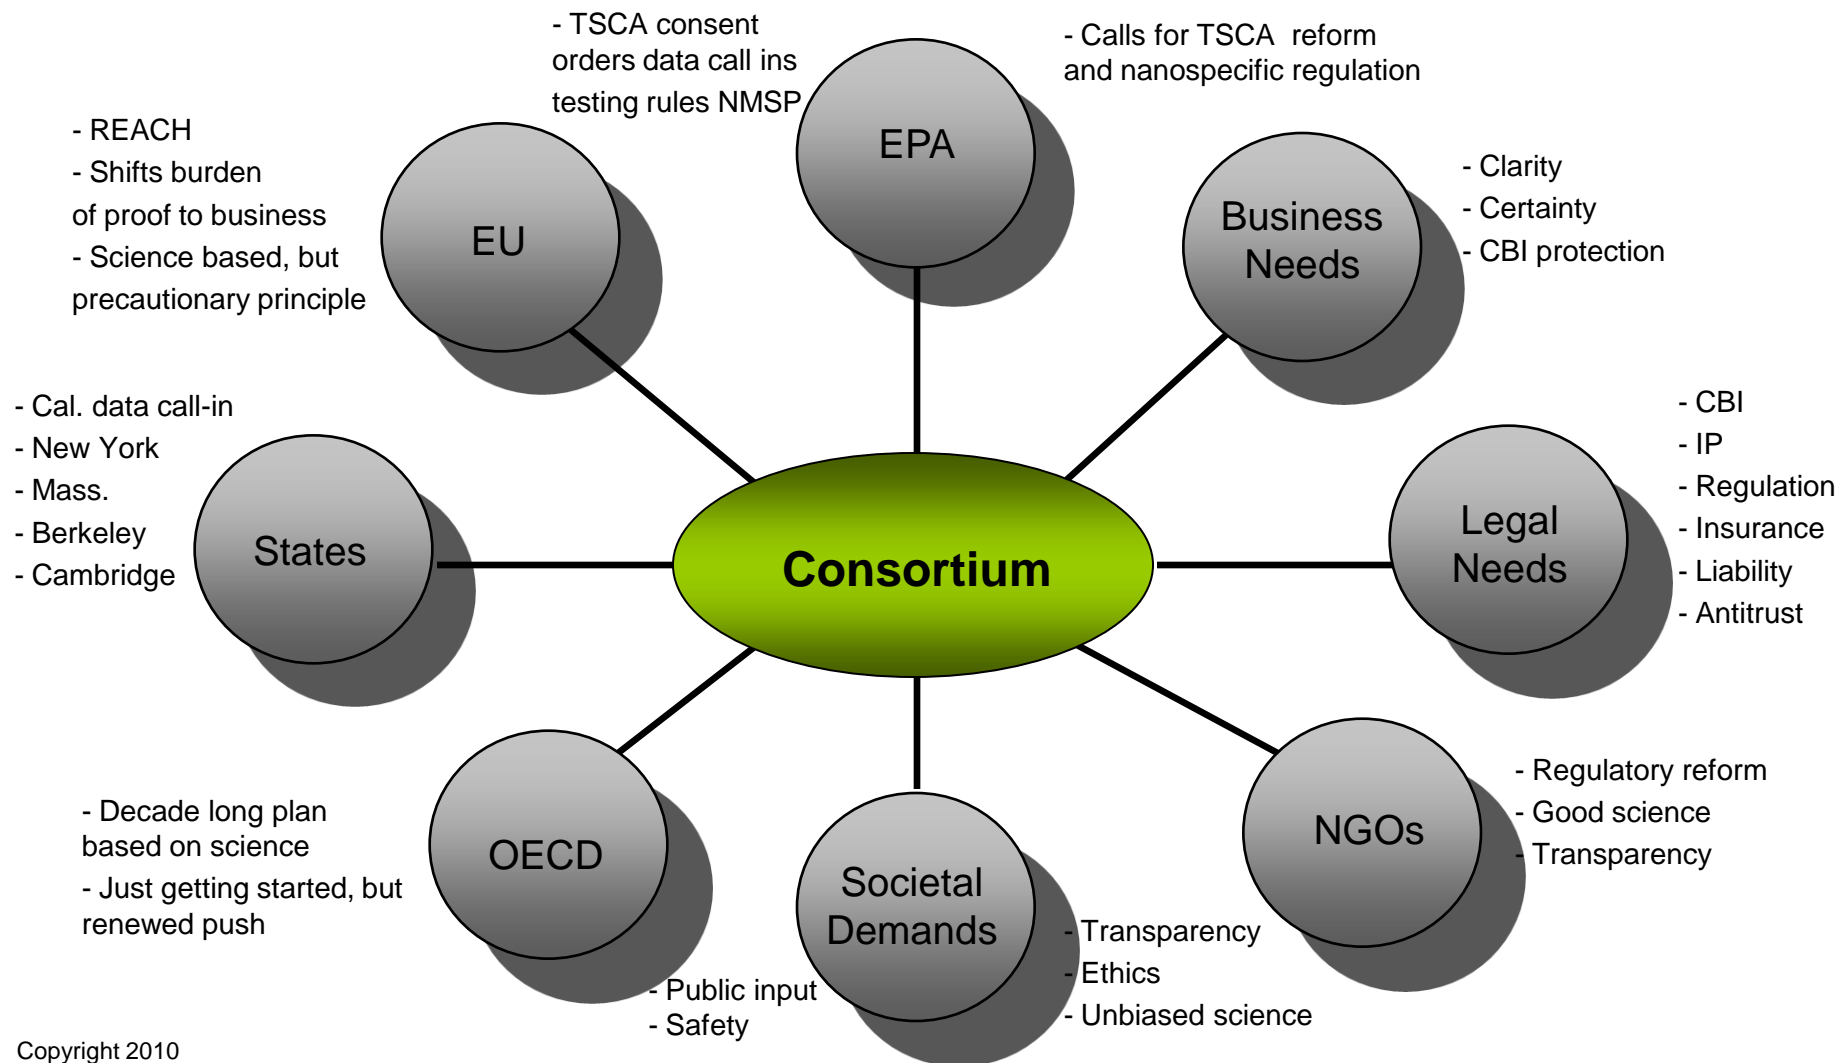 - TSCA consent
orders data call ins
testing rules NMSP
EPA
- Calls for TSCA  reform
and nanospecific regulation
- REACH
- Shifts burden
of proof to business
- Science based, but
precautionary principle
EU
Business
Needs
- Clarity
- Certainty
- CBI protection
- Cal. data call-in
- New York
- Mass.
- Berkeley
- Cambridge
States
Consortium
Legal
Needs
- CBI
- IP
- Regulation
- Insurance
- Liability
- Antitrust
- Decade long plan
based on science
- Just getting started, but
renewed push
OECD
Societal
Demands
- Public input
- Safety
- Transparency
- Ethics
- Unbiased science
NGOs
- Regulatory reform
- Good science
- Transparency
Copyright 2010